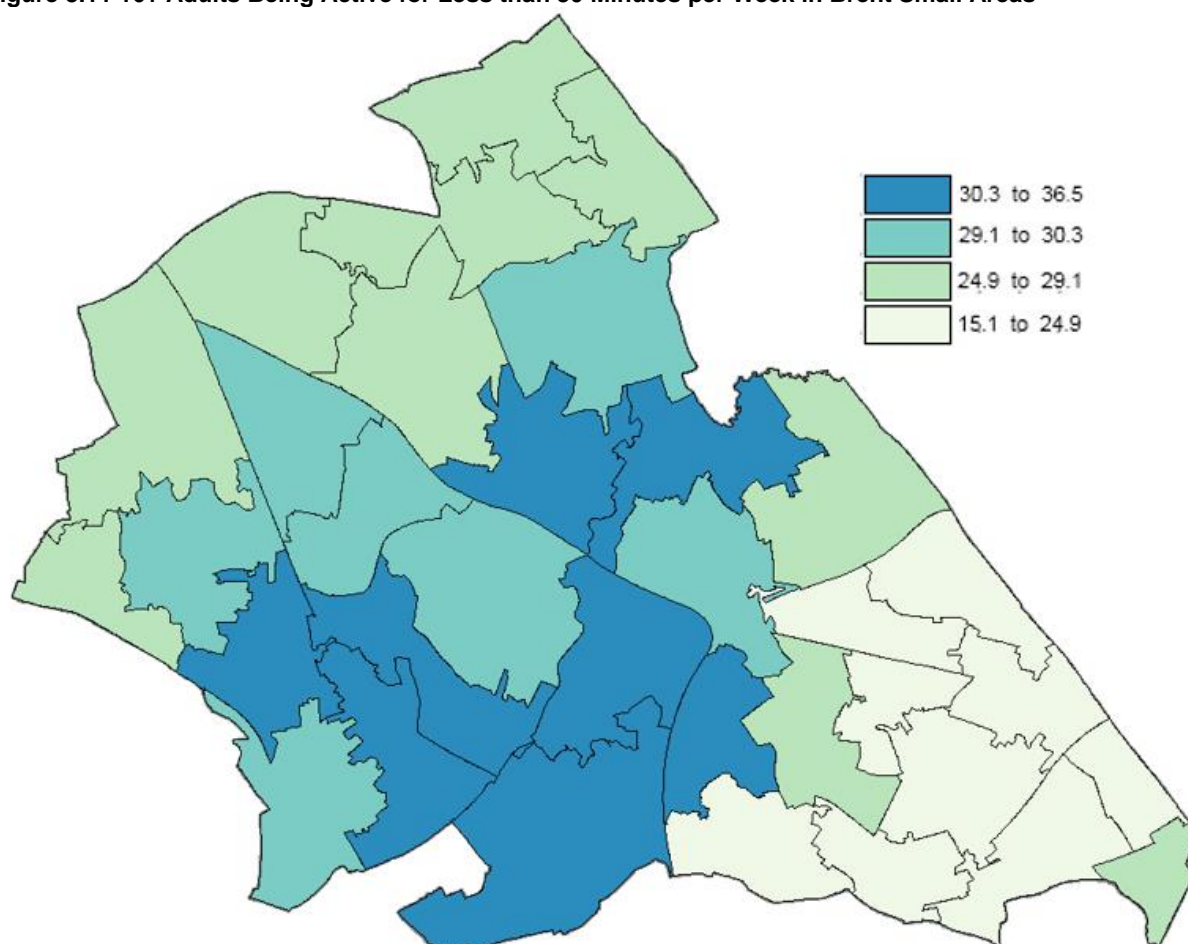 Adults Being Active for Less than 30 Minutes per Week in Brent Small Areas
30.3 to 36.5
29.1 to 30.3
24.9 to 29.1
15.1 to 24.9